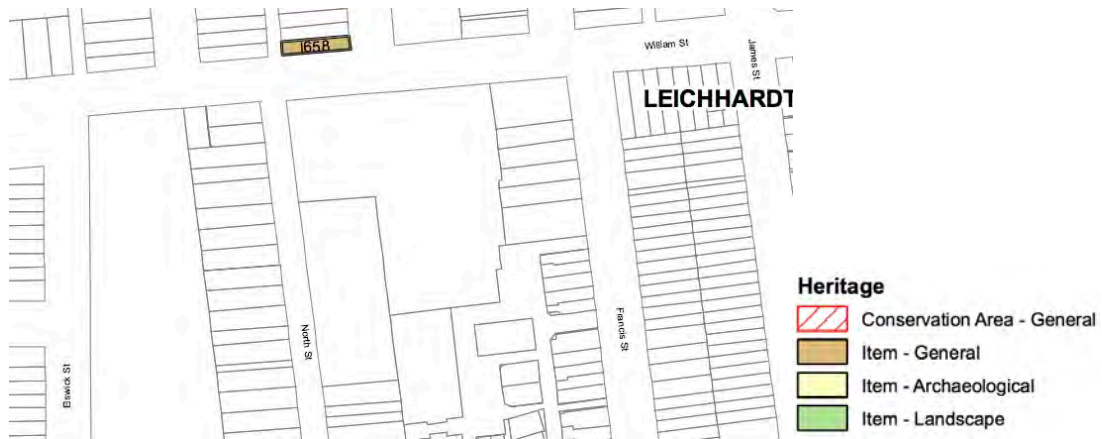 I658
William St
James St
LEICHHARDT
North St
Francis St
Elswick St
Heritage
Conservation Area - General
Item - General
Item - Archaeological
Item - Landscape